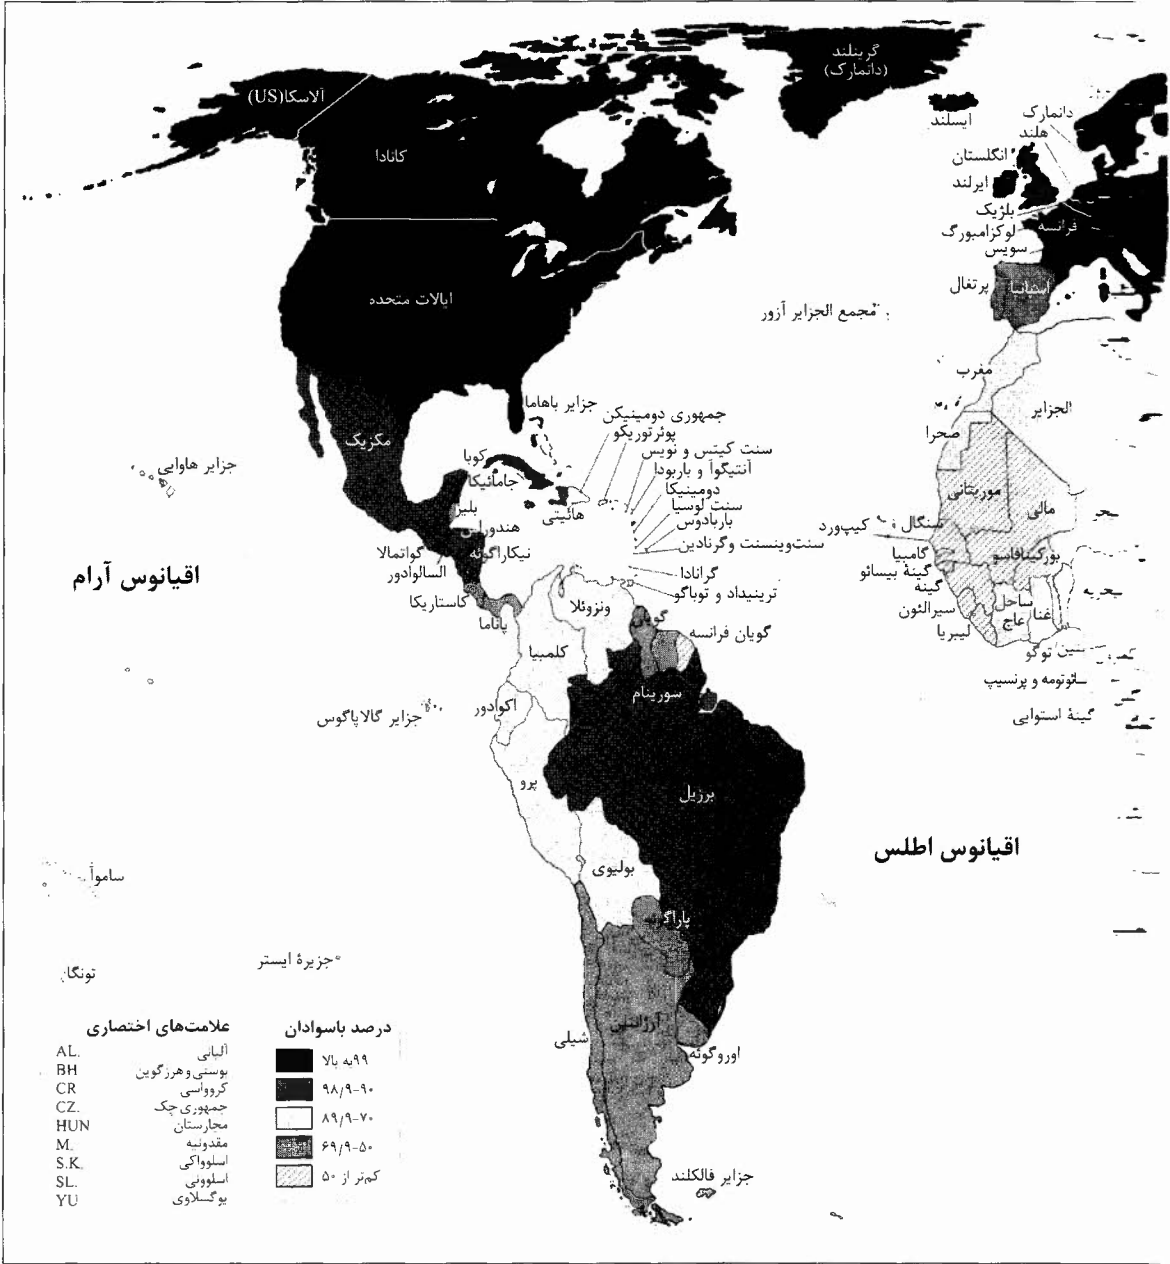 گرینلند
(دانمارک)
آلاسکا(US)
ایسلند
دانمارک
هلند
کانادا
انگلستان
ایرلند
بلژیک
فرانسه
لوکزامبورگ
سویس
پرتغال
اسپانیا
ایالات متحده
مجمع الجزایر آزور
مغرب
الجزایر
جزایر باهاما
جمهوری دومینیکن
پوئرتوریکو
صحرا
مکزیک
سنت کیتس و نویس
کوبا
جزایر هاوایی
آنتیگوآ و باربودا
جامائیکا
دومینیکا
موریتانی
بلیز
سنت لوسیا
مالی
هائیتی
باربادوس
هندوراس
سنگال
کیپ‌ورد
سنت‌وینسنت وگرنادین
گواتمالا
نیکاراگوئه
گامبیا
بورکینافاسو
السالوادور
گینهٔ بیسائو
گرانادا
گینه
اقیانوس آرام
ترینیداد و توباگو
کاستاریکا
ونزوئلا
ساحل
عاج
غنا
سیرالئون
پاناما
گویان
گویان فرانسه
لیبریا
توگو
بنین
کلمبیا
سائوتومه و پرنسیپ
سورینام
اکوادور
جزایر گالاپاگوس
گینهٔ استوایی
پرو
برزیل
اقیانوس اطلس
بولیوی
ساموآ
پاراگوئه
جزیرهٔ ایستر
تونگا
آرژانتین
شیلی
اوروگوئه
جزایر فالکلند
علامت‌های اختصاری
AL. آلبانی
BH بوسنی وهرزگوین
CR کروواسی
CZ. جمهوری چک
HUN مجارستان
M. مقدونیه
S.K. اسلوواکی
SL. اسلوونی
YU یوگسلاوی
درصد باسوادان
۹۹به بالا
۹۸/۹-۹۰
۸۹/۹-۷۰
۶۹/۹-۵۰
کم‌تر از ۵۰